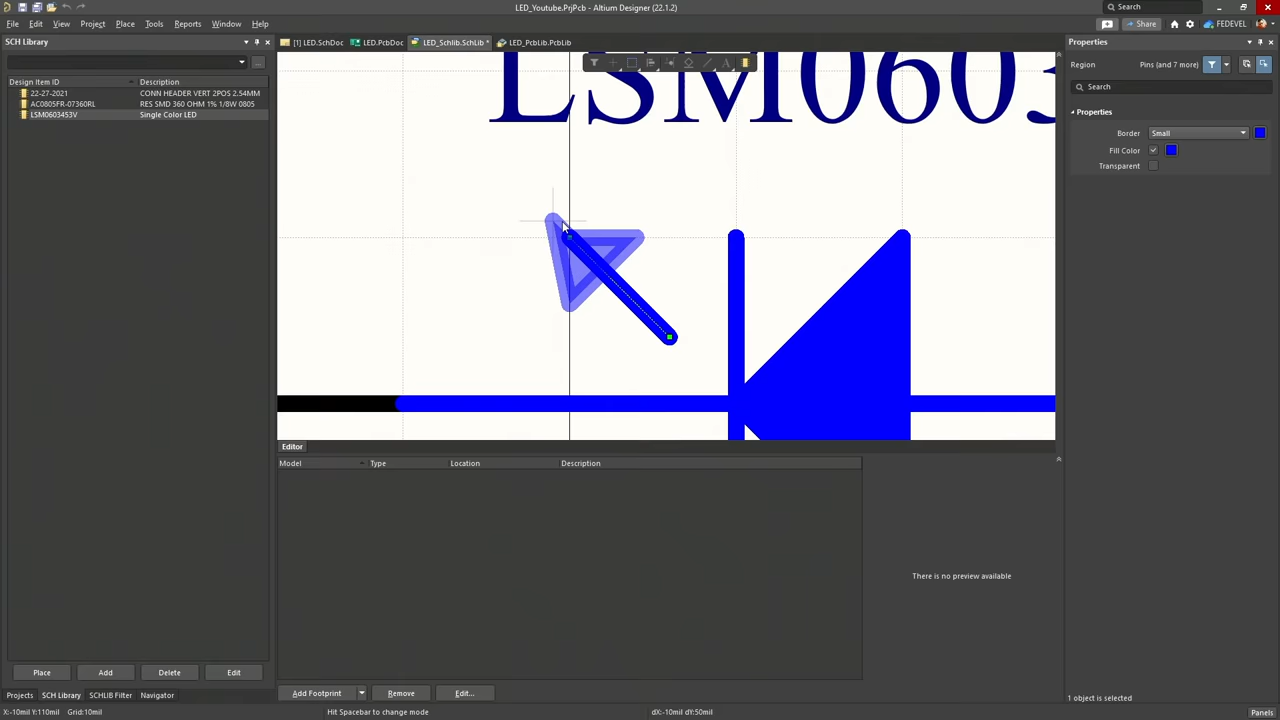 LED_Youtube.PrjPcb - Altium Designer (22.1.2)
Search
File Edit View Project Place Tools Reports Window Help
Share
FEDEVEL
SCH Library
[1] LED.SchDoc LED.PcbDoc LED_Schlib.SchLib * LED_PcbLib.PcbLib
Properties
Region Pins (and 7 more)
Search
Design Item ID Description
22-27-2021 CONN HEADER VERT 2POS 2.54MM
AC0805FR-07360RL RES SMD 360 OHM 1% 1/8W 0805
LSM0603453V Single Color LED
LSM0603
Properties
Border Small
Fill Color
Transparent
Editor
Model Type Location Description
There is no preview available
Place Add Delete Edit
Add Footprint Remove Edit...
Projects SCH Library SCHLIB Filter Navigator
1 object is selected
X:-10mil Y:110mil Grid:10mil Hit Spacebar to change mode dX:-10mil dY:50mil Panels